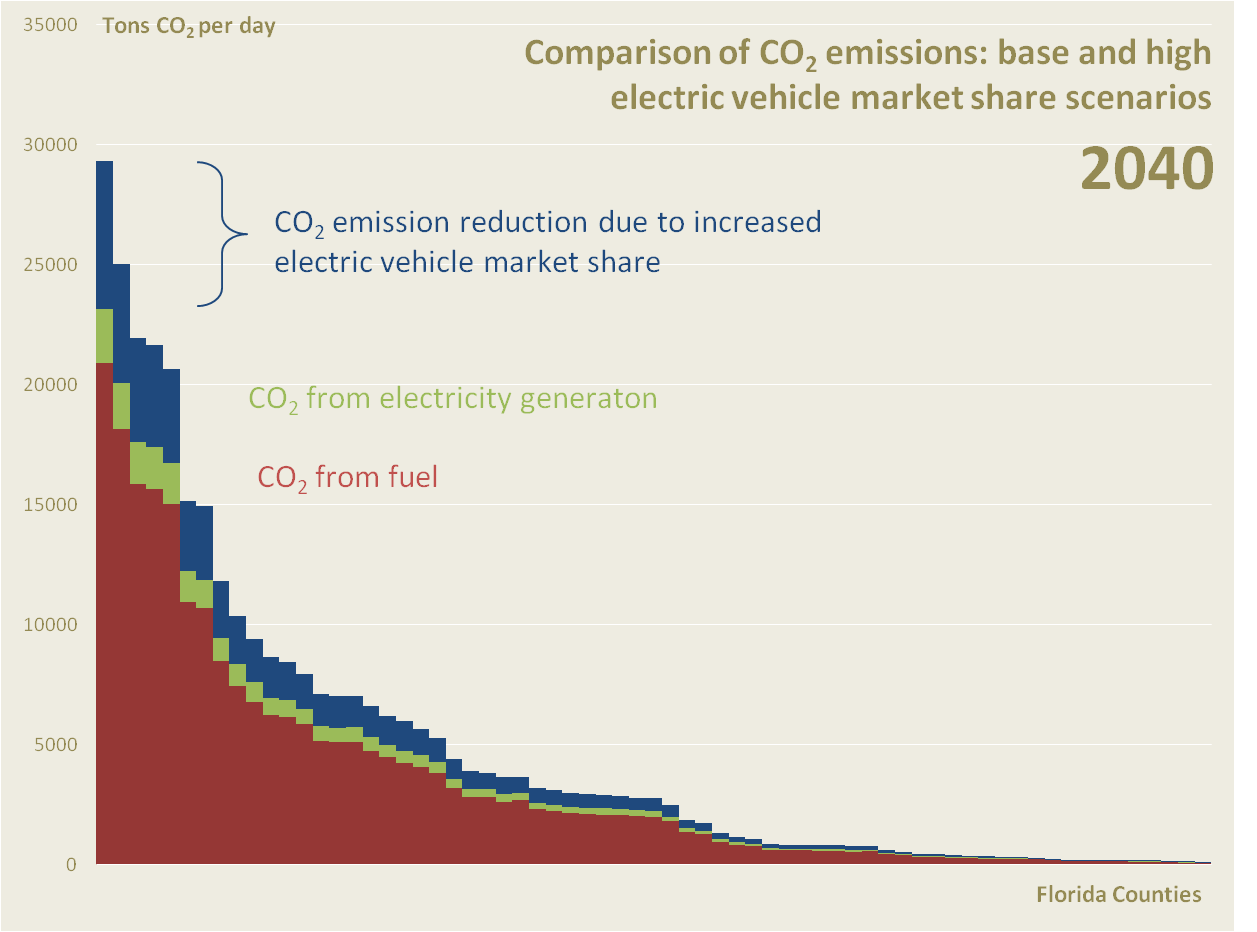 35000
Tons CO₂ per day
Comparison of CO₂ emissions: base and high
electric vehicle market share scenarios
2040
30000
CO₂ emission reduction due to increased
electric vehicle market share
25000
20000
CO₂ from electricity generaton
CO₂ from fuel
15000
10000
5000
0
Florida Counties